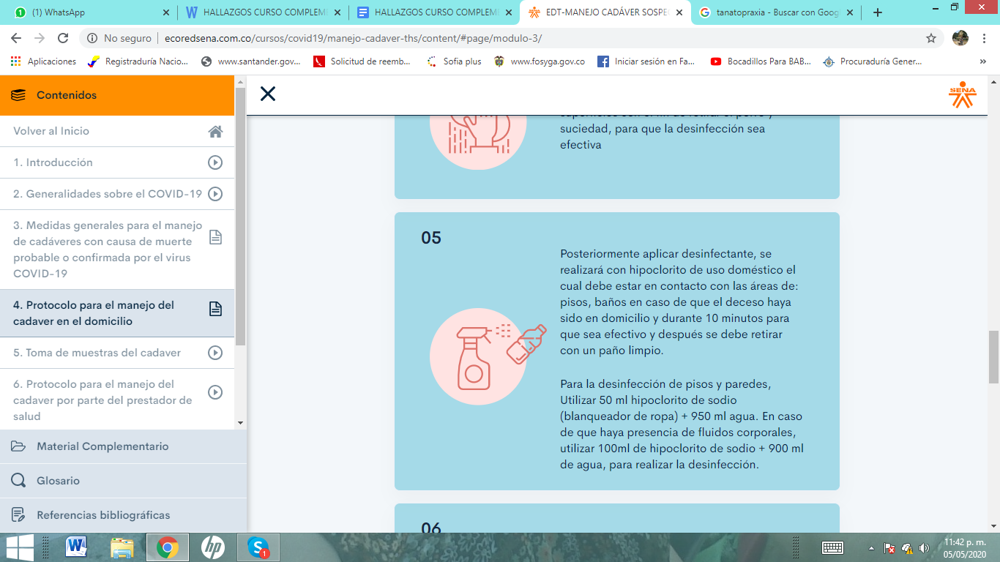 (1) WhatsApp
HALLAZGOS CURSO COMPLEM
HALLAZGOS CURSO COMPLEM
EDT-MANEJO CADÁVER SOSPE
tanatopraxia - Buscar con Goog
No seguro
ecoredsena.com.co/cursos/covid19/manejo-cadaver-ths/content/#page/modulo-3/
Aplicaciones
Registraduría Nacio...
www.santander.gov...
Solicitud de reemb...
Sofia plus
www.fosyga.gov.co
Iniciar sesión en Fa...
Bocadillos Para BAB...
Procuraduría Gener...
»
Contenidos
Volver al Inicio
1. Introducción
2. Generalidades sobre el COVID-19
3. Medidas generales para el manejo
de cadáveres con causa de muerte
probable o confirmada por el virus
COVID-19
4. Protocolo para el manejo del
cadaver en el domicilio
5. Toma de muestras del cadaver
6. Protocolo para el manejo del
cadaver por parte del prestador de
salud
Material Complementario
Glosario
Referencias bibliográficas
SENA
suciedad, para que la desinfección sea
efectiva
05
Posteriormente aplicar desinfectante, se
realizará con hipoclorito de uso doméstico el
cual debe estar en contacto con las áreas de:
pisos, baños en caso de que el deceso haya
sido en domicilio y durante 10 minutos para
que sea efectivo y después se debe retirar
con un paño limpio.
Para la desinfección de pisos y paredes,
Utilizar 50 ml hipoclorito de sodio
(blanqueador de ropa) + 950 ml agua. En caso
de que haya presencia de fluidos corporales,
utilizar 100ml de hipoclorito de sodio + 900 ml
de agua, para realizar la desinfección.
06
1
11:42 p. m.
05/05/2020